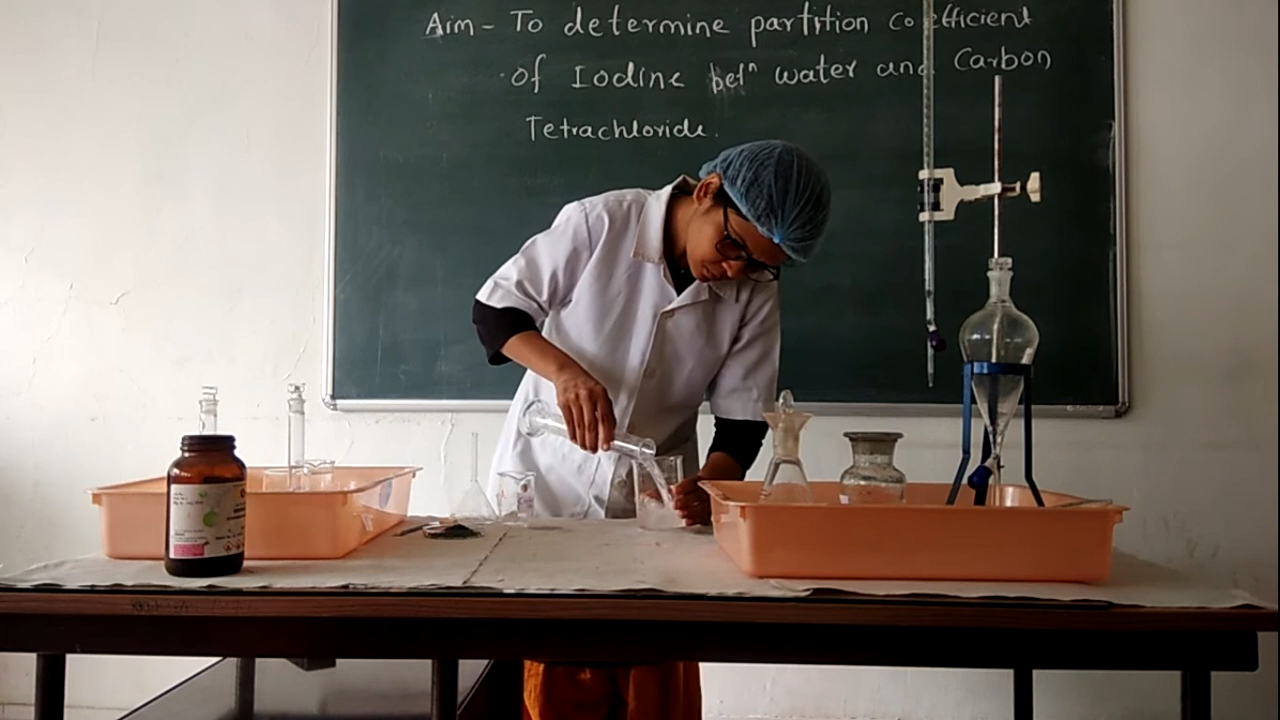 Aim - To determine partition coefficient
of Iodine betⁿ water and Carbon
Tetrachloride.